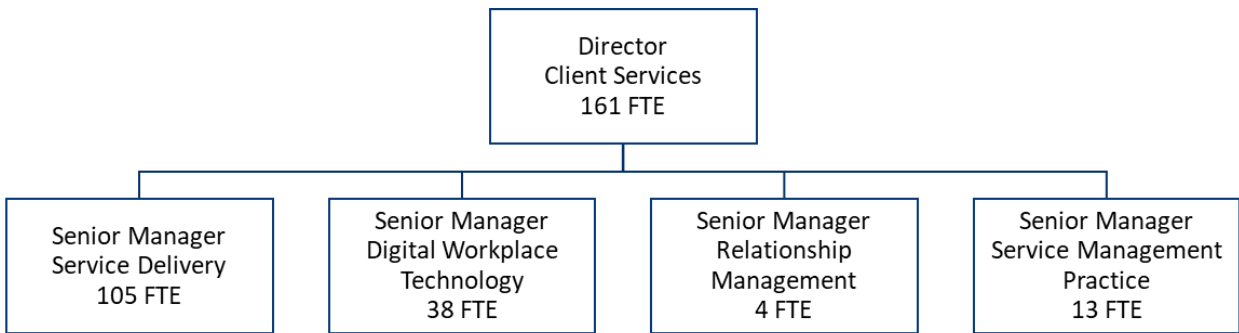 Director
Client Services
161 FTE
Senior Manager
Service Delivery
105 FTE
Senior Manager
Digital Workplace
Technology
38 FTE
Senior Manager
Relationship
Management
4 FTE
Senior Manager
Service Management
Practice
13 FTE